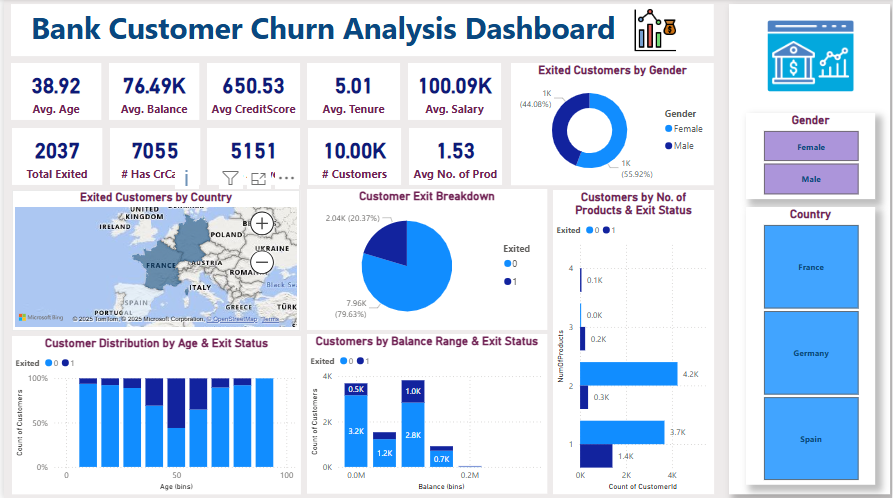 Bank Customer Churn Analysis Dashboard
38.92
Avg. Age
76.49K
Avg. Balance
650.53
Avg CreditScore
5.01
Avg. Tenure
100.09K
Avg. Salary
2037
Total Exited
7055
# Has CrCa
5151
10.00K
# Customers
1.53
Avg No. of Prod
Exited Customers by Gender
1K
(44.08%)
1K
(55.92%)
Gender
Female
Male
Exited Customers by Country
UNITED
KINGDOM
IRELAND
POLAND
UKRAINE
FRANCE
AUSTRIA
ROMA
ITALY
Black Se
SPAIN
PORTUGAL
GREECE
TÜRK
Microsoft Bing
© 2025 TomTom, © 2025 Microsoft Corporation, © OpenStreetMap Terms
Customer Exit Breakdown
2.04K (20.37%)
7.96K
(79.63%)
Exited
0
1
Customers by No. of
Products & Exit Status
Exited 0 1
NumOfProducts
4
0.1K
0.0K
3
0.2K
4.2K
2
0.3K
3.7K
1
1.4K
0K 2K 4K
Count of CustomerId
Customer Distribution by Age & Exit Status
Exited 0 1
Count of Customers
100%
50%
0%
0 50 100
Age (bins)
Customers by Balance Range & Exit Status
Exited 0 1
Count of Customers
4K
2K
0K
0.5K
3.2K
1.2K
1.0K
2.8K
0.7K
0.0M 0.2M
Balance (bins)
Gender
Female
Male
Country
France
Germany
Spain